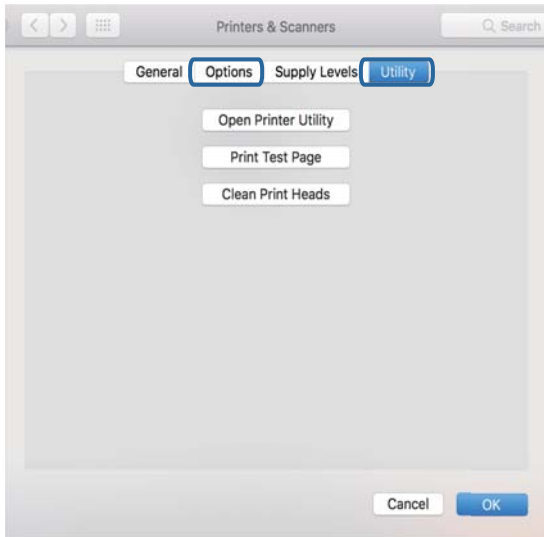 Printers & Scanners Search
General Options Supply Levels Utility
Open Printer Utility
Print Test Page
Clean Print Heads
Cancel OK